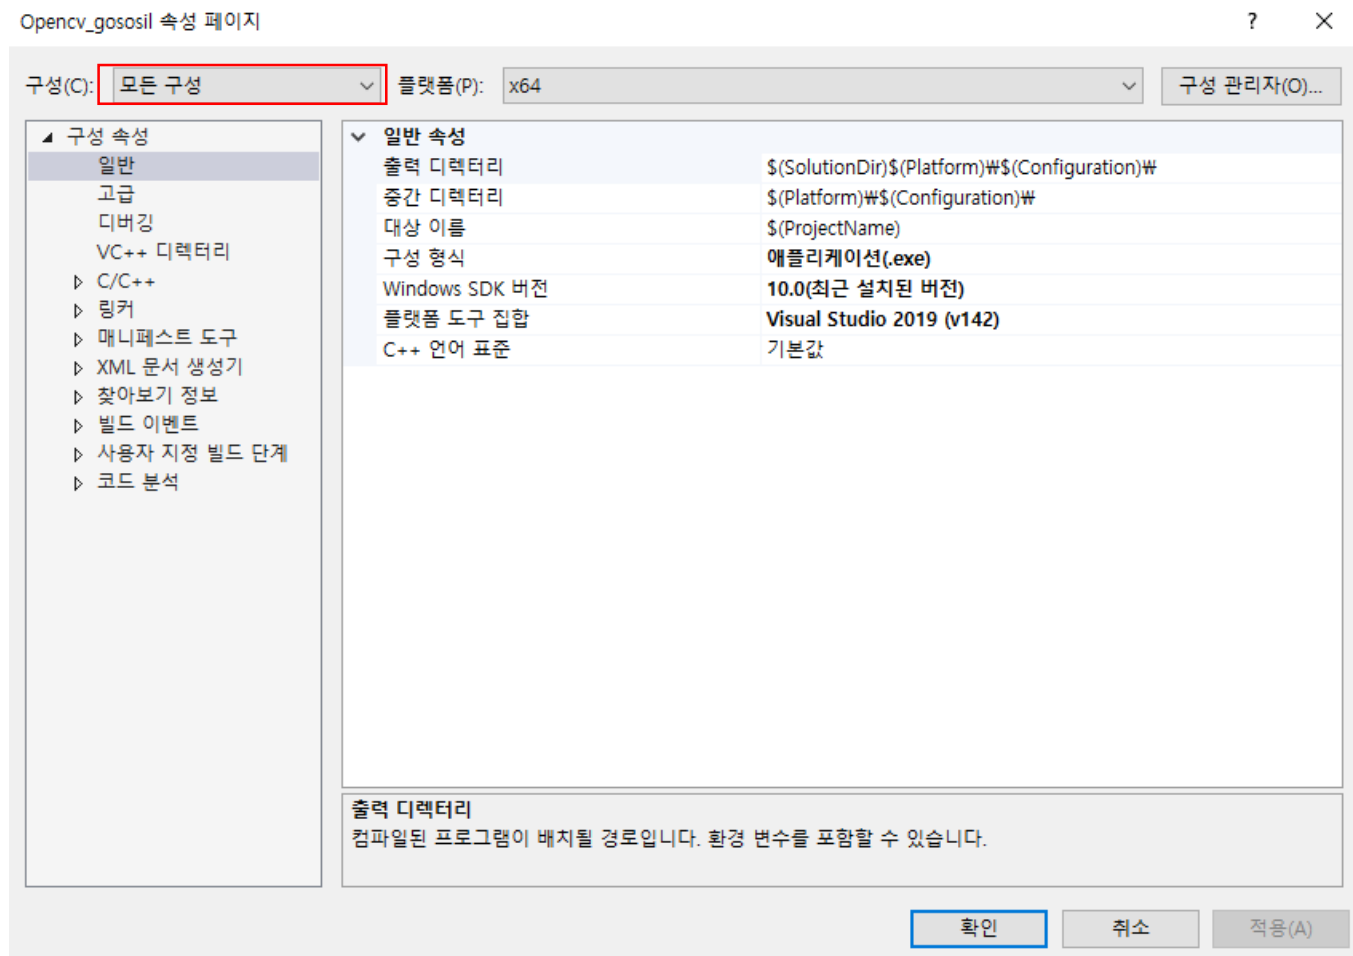 Opencv_gososil 속성 페이지 ?
구성(C): 모든 구성 플랫폼(P): x64 구성 관리자(O)...
구성 속성
일반
고급
디버깅
VC++ 디렉터리
C/C++
링커
매니페스트 도구
XML 문서 생성기
찾아보기 정보
빌드 이벤트
사용자 지정 빌드 단계
코드 분석
일반 속성
출력 디렉터리 $(SolutionDir)$(Platform)₩$(Configuration)₩
중간 디렉터리 $(Platform)₩$(Configuration)₩
대상 이름 $(ProjectName)
구성 형식 애플리케이션(.exe)
Windows SDK 버전 10.0(최근 설치된 버전)
플랫폼 도구 집합 Visual Studio 2019 (v142)
C++ 언어 표준 기본값
출력 디렉터리
컴파일된 프로그램이 배치될 경로입니다. 환경 변수를 포함할 수 있습니다.
확인 취소 적용(A)